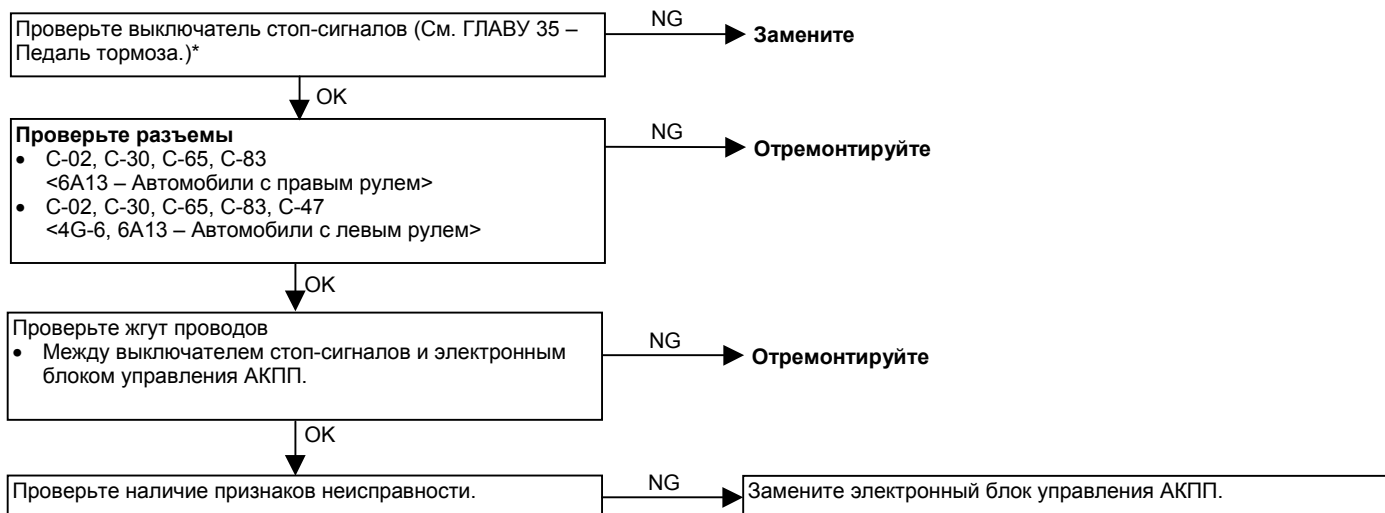 Проверьте выключатель стоп-сигналов (См. ГЛАВУ 35 –
Педаль тормоза.)*
NG
Замените
OK
Проверьте разъемы
• C-02, C-30, C-65, C-83
<6A13 – Автомобили с правым рулем>
• C-02, C-30, C-65, C-83, C-47
<4G-6, 6A13 – Автомобили с левым рулем>
NG
Отремонтируйте
OK
Проверьте жгут проводов
• Между выключателем стоп-сигналов и электронным
блоком управления АКПП.
NG
Отремонтируйте
OK
Проверьте наличие признаков неисправности.
NG
Замените электронный блок управления АКПП.